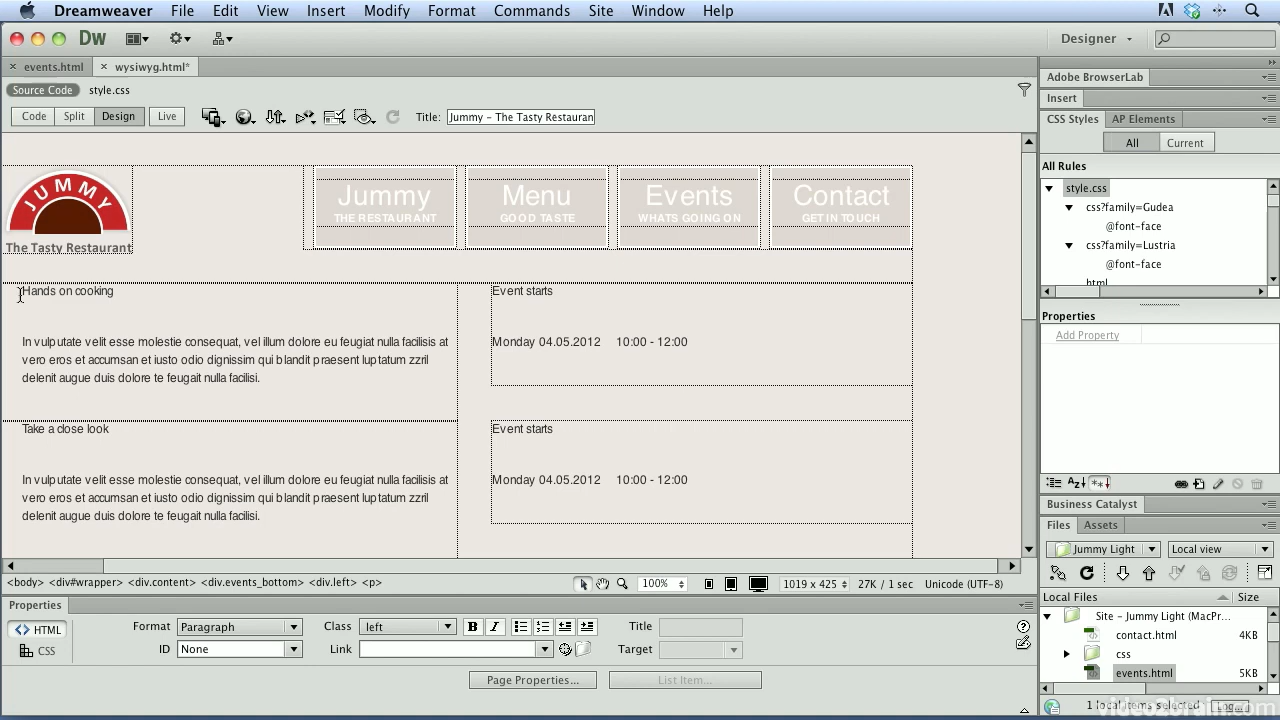 Dreamweaver File Edit View Insert Modify Format Commands Site Window Help
Dw Designer
events.html wysiwyg.html*
Source Code style.css
Code Split Design Live Title: Jummy - The Tasty Restauran
JUMMY
The Tasty Restaurant
Jummy
THE RESTAURANT
Menu
GOOD TASTE
Events
WHATS GOING ON
Contact
GET IN TOUCH
Hands on cooking
In vulputate velit esse molestie consequat, vel illum dolore eu feugiat nulla facilisis at
vero eros et accumsan et iusto odio dignissim qui blandit praesent luptatum zzril
delenit augue duis dolore te feugait nulla facilisi.
Event starts
Monday 04.05.2012 10:00 - 12:00
Take a close look
In vulputate velit esse molestie consequat, vel illum dolore eu feugiat nulla facilisis at
vero eros et accumsan et iusto odio dignissim qui blandit praesent luptatum zzril
delenit augue duis dolore te feugait nulla facilisi.
Event starts
Monday 04.05.2012 10:00 - 12:00
<body> <div#wrapper> <div.content> <div.events_bottom> <div.left> <p>
100% 1019 x 425 27K / 1 sec Unicode (UTF-8)
Properties
<> HTML
CSS
Format Paragraph Class left B I Title
ID None Link Target
Page Properties... List Item...
Adobe BrowserLab
Insert
CSS Styles AP Elements
All Current
All Rules
style.css
css?family=Gudea
@font-face
css?family=Lustria
@font-face
html
Properties
Add Property
Business Catalyst
Files Assets
Jummy Light Local view
Local Files Size
Site - Jummy Light (MacPr...
contact.html 4KB
css
events.html 5KB
1 local items selected Log...
video2brain.com